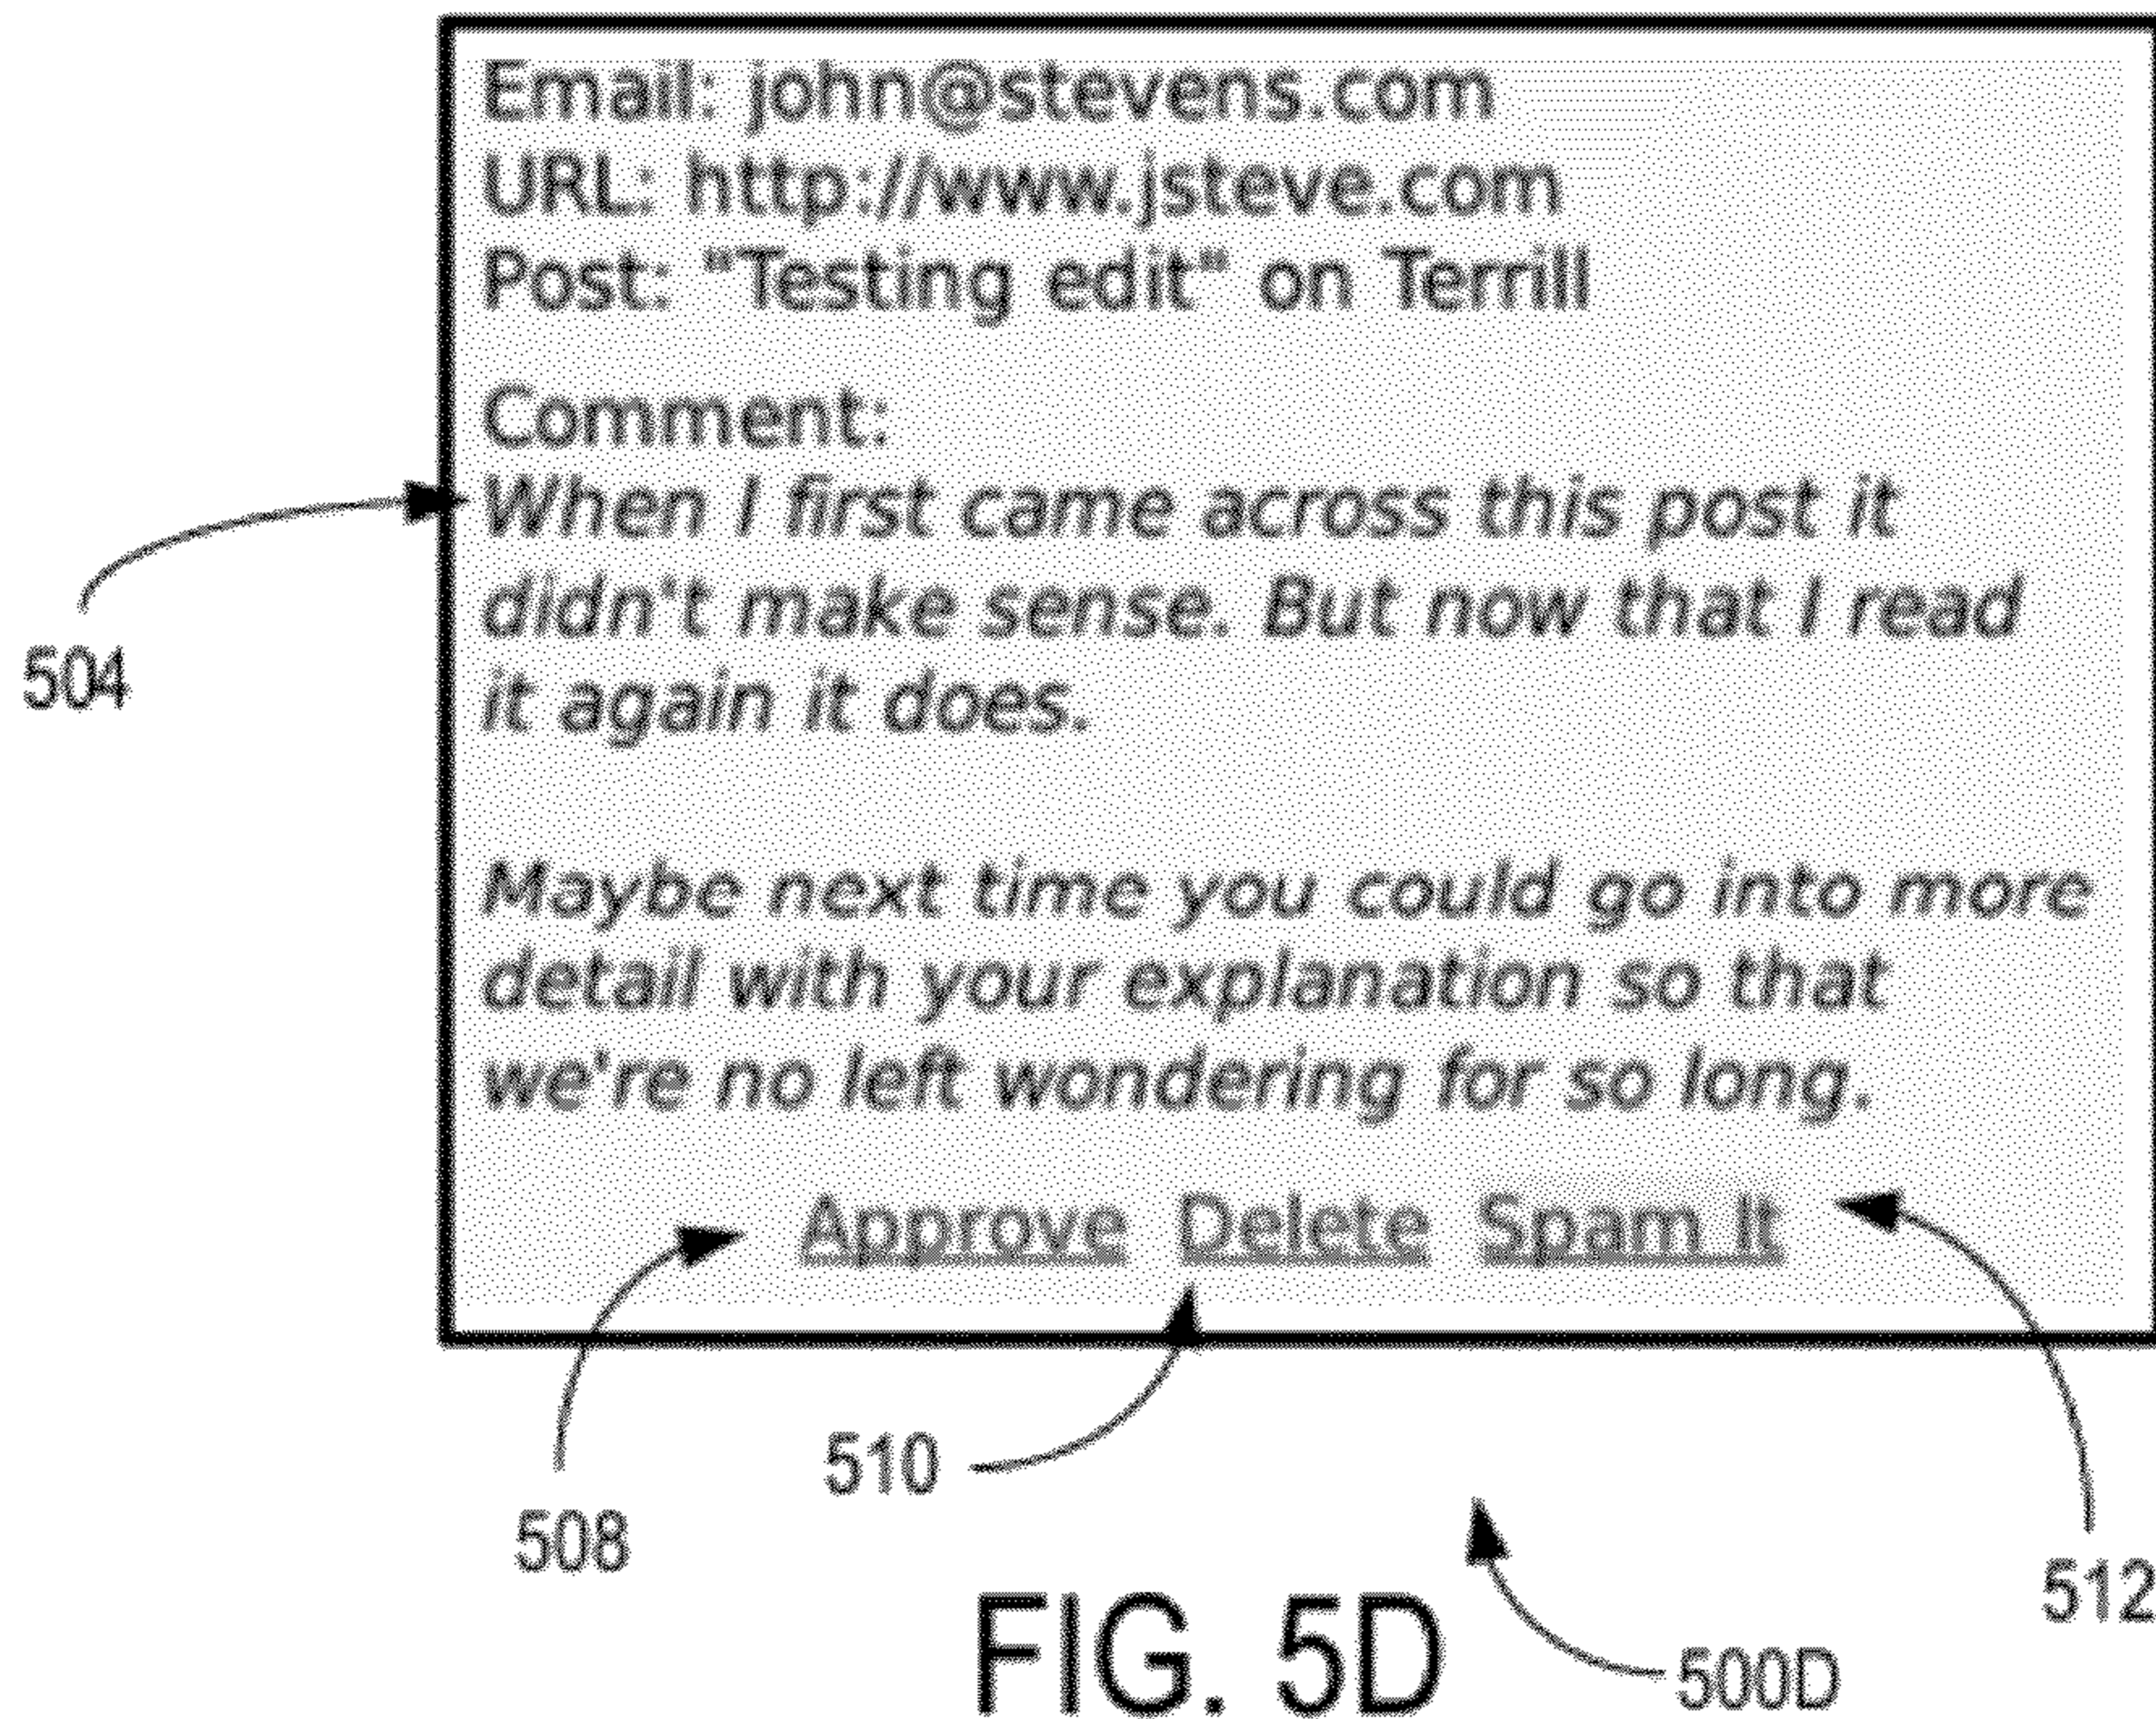 Email: john@stevens.com
URL: http://www.jsteve.com
Post: "Testing edit" on Terrill
Comment:
When I first came across this post it
didn't make sense. But now that I read
it again it does.
Maybe next time you could go into more
detail with your explanation so that
we're no left wondering for so long.
Approve Delete Spam It
504
508
510
512
500D
FIG. 5D